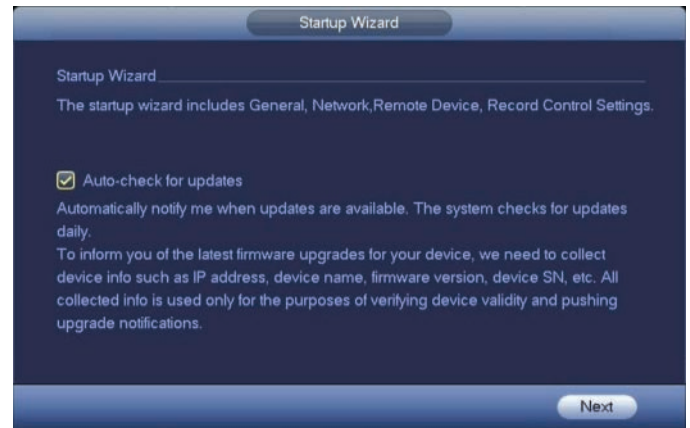 Startup Wizard
Startup Wizard
The startup wizard includes General, Network,Remote Device, Record Control Settings.
Auto-check for updates
Automatically notify me when updates are available. The system checks for updates
daily.
To inform you of the latest firmware upgrades for your device, we need to collect
device info such as IP address, device name, firmware version, device SN, etc. All
collected info is used only for the purposes of verifying device validity and pushing
upgrade notifications.
Next